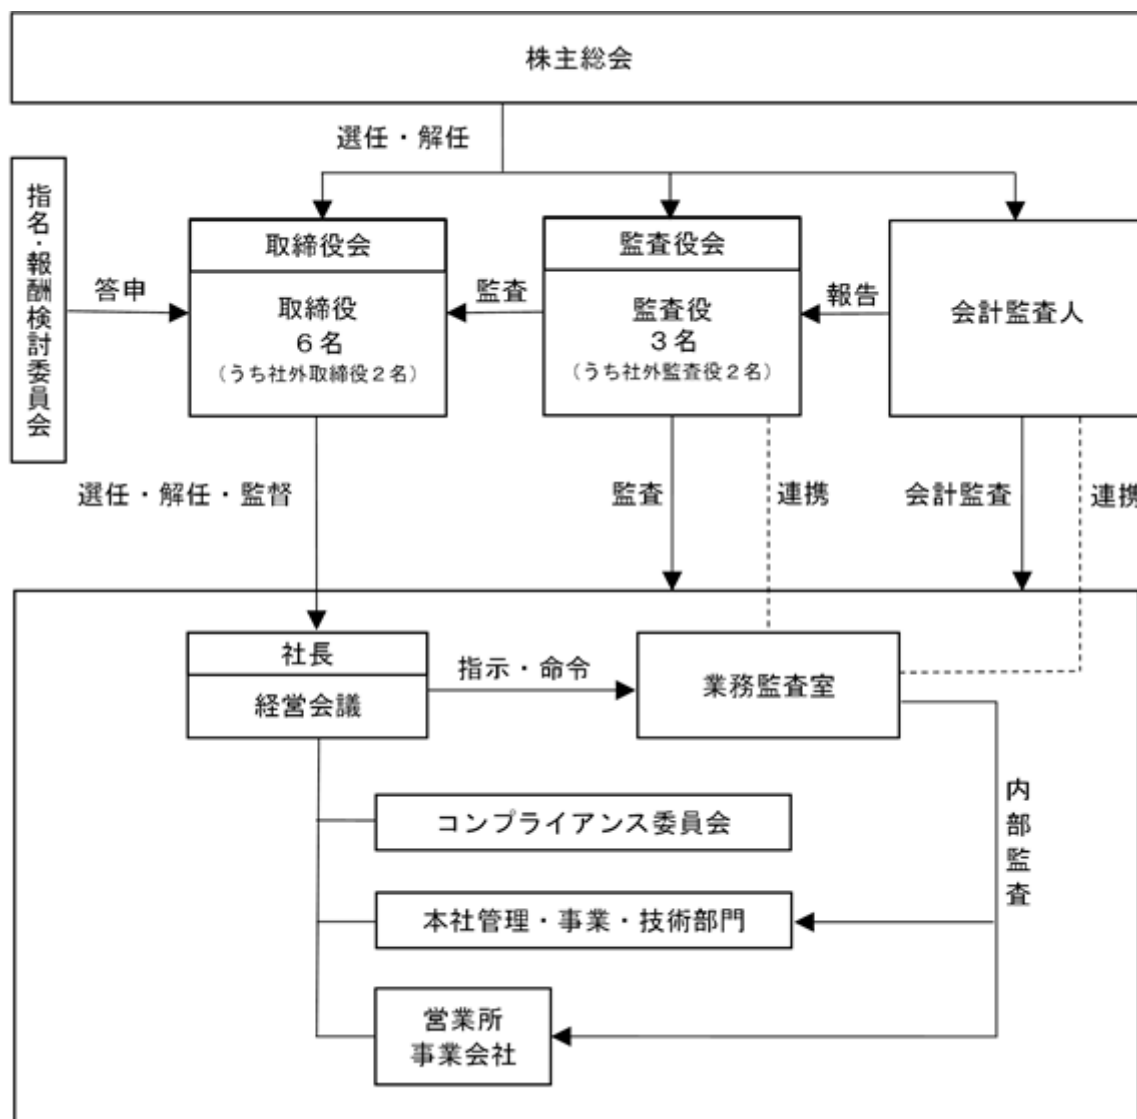 株主総会
選任・解任
指名・報酬検討委員会
答申
取締役会
取締役
6名
(うち社外取締役2名)
監査
監査役会
監査役
3名
(うち社外監査役2名)
報告
会計監査人
選任・解任・監督
監査
連携
会計監査
連携
社長
経営会議
指示・命令
業務監査室
内部監査
コンプライアンス委員会
本社管理・事業・技術部門
営業所
事業会社